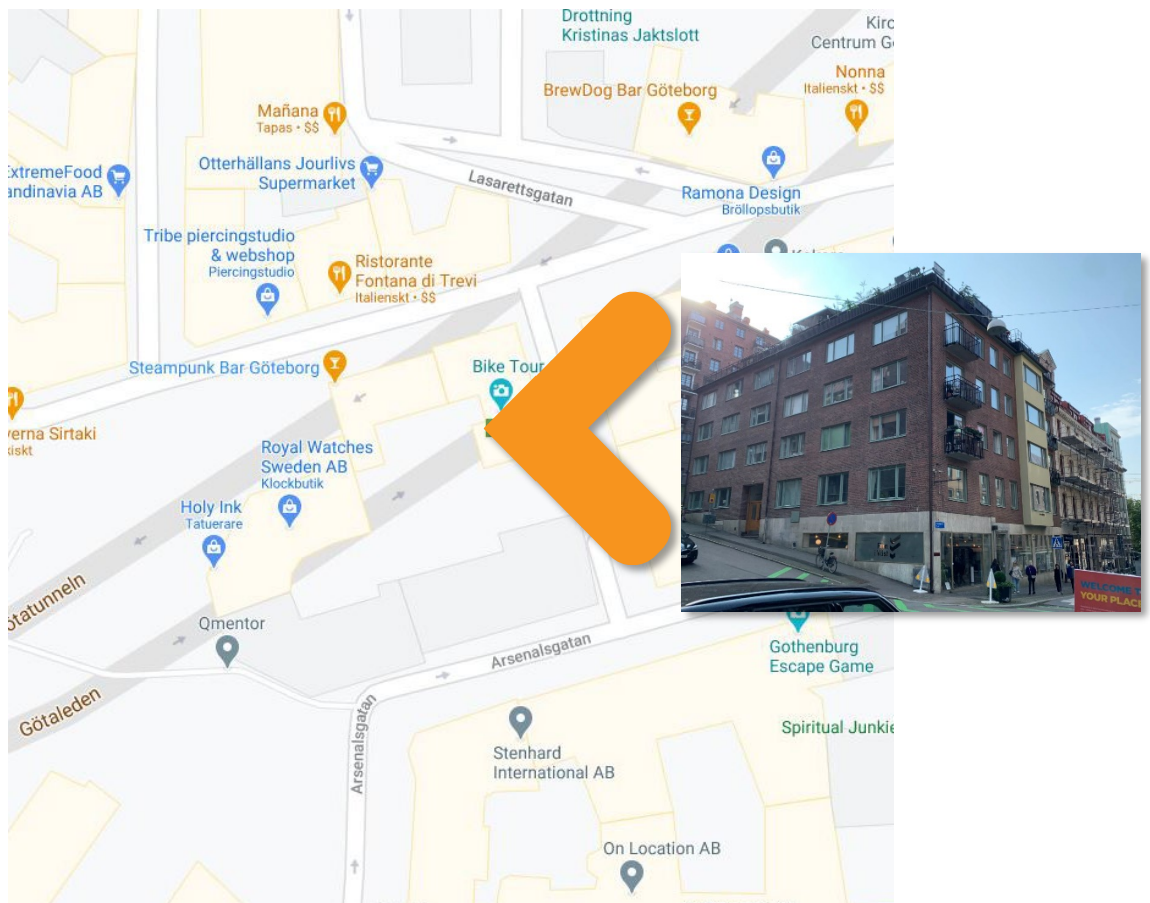 Drottning
Kristinas Jaktslott
Centrum G
Nonna
Italienskt • $$
BrewDog Bar Göteborg
Mañana
Tapas • $$
Otterhällans Jourlivs
Supermarket
ExtremeFood
andinavia AB
Lasarettsgatan
Ramona Design
Bröllopsbutik
Tribe piercingstudio
& webshop
Piercingstudio
Ristorante
Fontana di Trevi
Italienskt • $$
Steampunk Bar Göteborg
Bike Tour
verna Sirtaki
Royal Watches
Sweden AB
Klockbutik
Holy Ink
Tatuerare
ötatunneln
Götaleden
Qmentor
Arsenalsgatan
Arsenalsgatan
WELCOME T
YOUR PLAC
Gothenburg
Escape Game
Spiritual Junkie
Stenhard
International AB
On Location AB